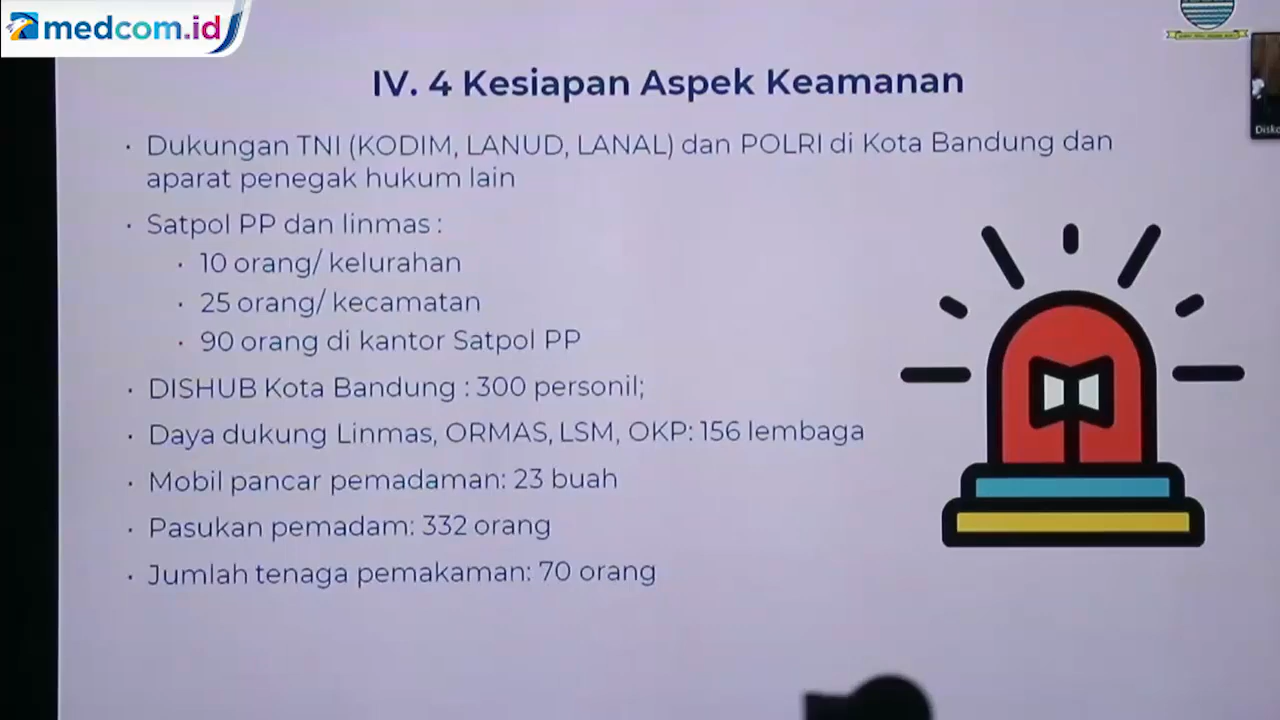 medcom.id
IV. 4 Kesiapan Aspek Keamanan
· Dukungan TNI (KODIM, LANUD, LANAL) dan POLRI di Kota Bandung dan
aparat penegak hukum lain
· Satpol PP dan linmas :
· 10 orang/ kelurahan
· 25 orang/ kecamatan
· 90 orang di kantor Satpol PP
· DISHUB Kota Bandung : 300 personil;
· Daya dukung Linmas, ORMAS, LSM, OKP: 156 lembaga
· Mobil pancar pemadaman: 23 buah
· Pasukan pemadam: 332 orang
· Jumlah tenaga pemakaman: 70 orang